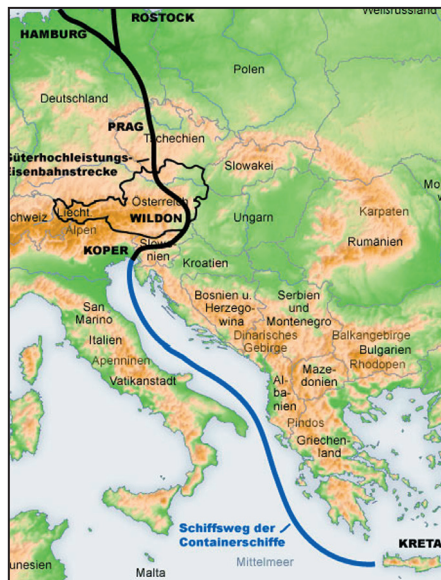 ROSTOCK
Weißrussland
HAMBURG
Polen
Deutschland
PRAG
Tschechien
Güterhochleistungs-
Eisenbahnstrecke
Slowakei
Österreich
Liecht
chweiz
WILDON
Ungarn
Karpaten
Alpen
Rumänien
KOPER
Slowe
nien
Kroatien
Bosnien u.
Herzego-
wina
Serbien
und
Montenegro
San
Marino
Italien
Dinarisches
Gebirge
Balkangebirge
Bulgarien
Rhodopen
Apenninen
Vatikanstadt
Al-
ba-
nien
Maze-
donien
Pindos
Griechen-
land
Schiffsweg der
Containerschiffe
KRETA
Mittelmeer
unesien
Malta